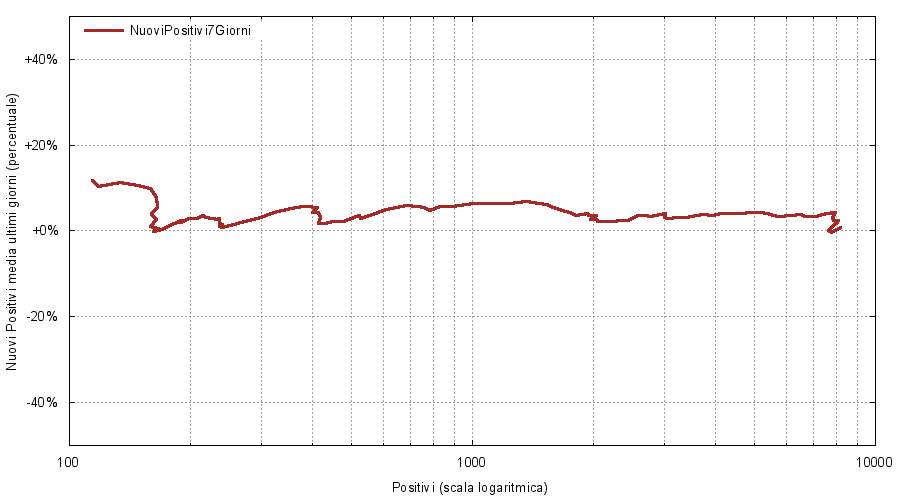 NuoviPositivi7Giorni
+40%
+20%
+0%
-20%
-40%
Nuovi Positivi media ultimi giorni (percentuale)
100
1000
10000
Positivi (scala logaritmica)